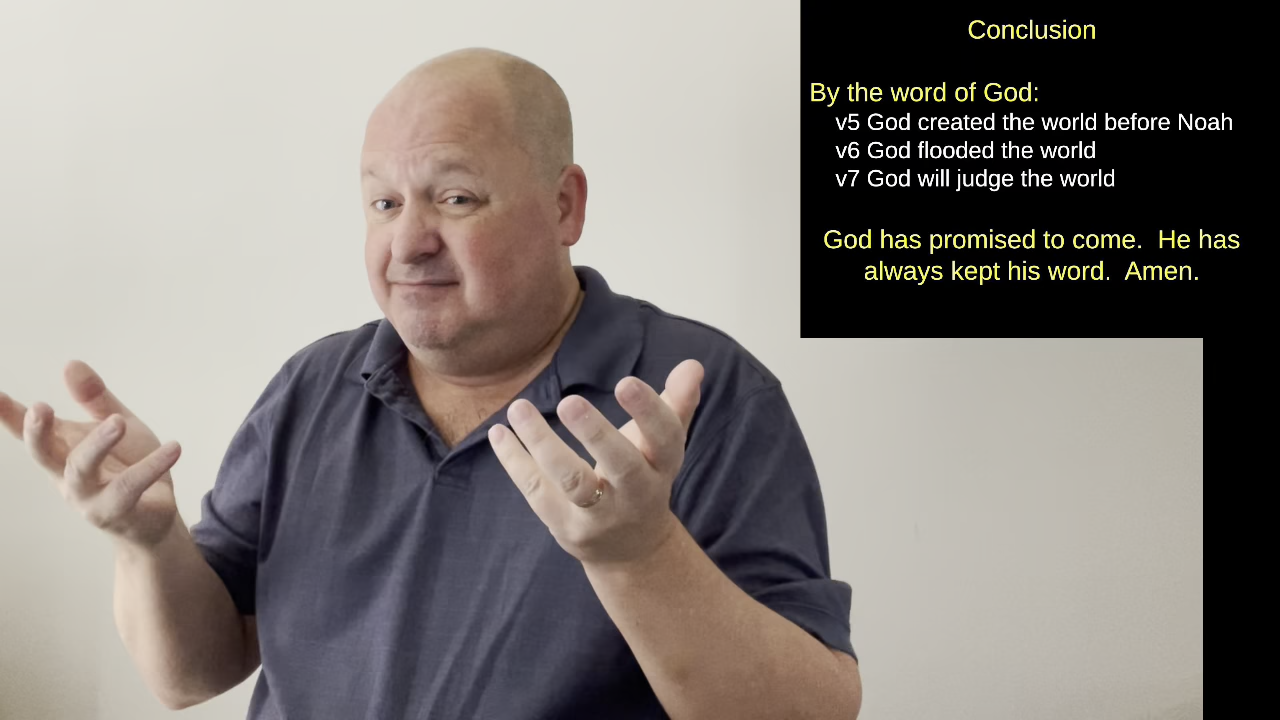 Conclusion
By the word of God:
v5 God created the world before Noah
v6 God flooded the world
v7 God will judge the world
God has promised to come.  He has
always kept his word.  Amen.